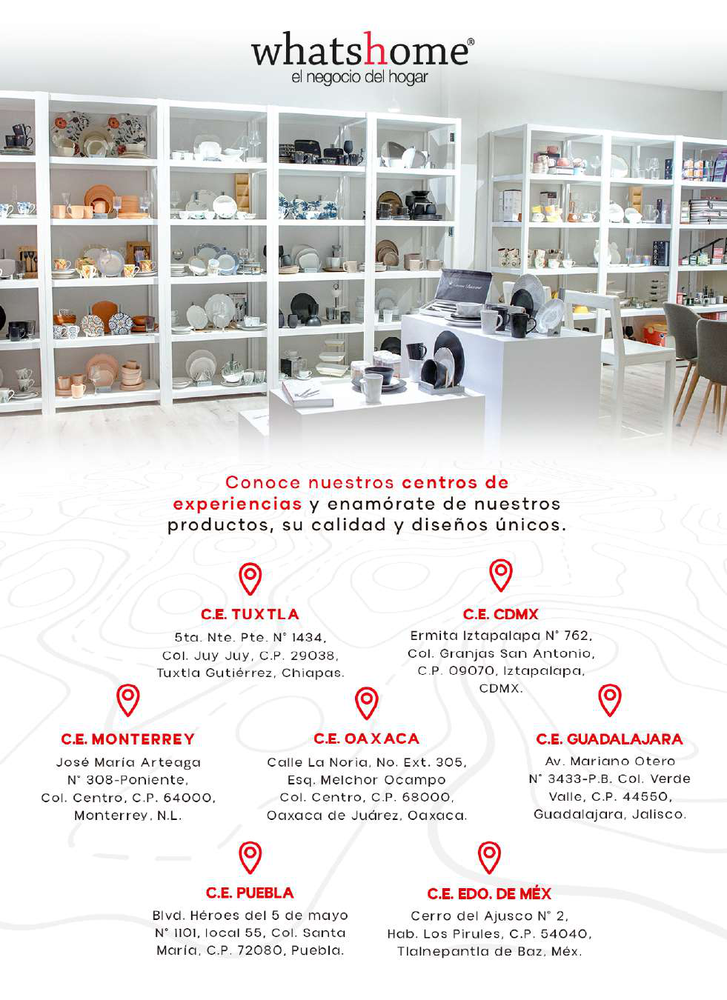 whatshome®
el negocio del hogar
Conoce nuestros centros de
experiencias y enamórate de nuestros
productos, su calidad y diseños únicos.
C.E. TUXTLA
5ta. Nte. Pte. N° 1434,
Col. Juy Juy, C.P. 29038,
Tuxtla Gutiérrez, Chiapas.
C.E. CDMX
Ermita Iztapalapa N° 762,
Col. Granjas San Antonio,
C.P. 09070, Iztapalapa,
CDMX.
C.E. MONTERREY
José María Arteaga
N° 308-Poniente,
Col. Centro, C.P. 64000,
Monterrey, N.L.
C.E. OAXACA
Calle La Noria, No. Ext. 305,
Esq. Melchor Ocampo
Col. Centro, C.P. 68000,
Oaxaca de Juárez, Oaxaca.
C.E. GUADALAJARA
Av. Mariano Otero
N° 3433-P.B. Col. Verde
Valle, C.P. 44550,
Guadalajara, Jalisco.
C.E. PUEBLA
Blvd. Héroes del 5 de mayo
N° 1101, local 55, Col. Santa
María, C.P. 72080, Puebla.
C.E. EDO. DE MÉX
Cerro del Ajusco N° 2,
Hab. Los Pirules, C.P. 54040,
Tlalnepantla de Baz, Méx.